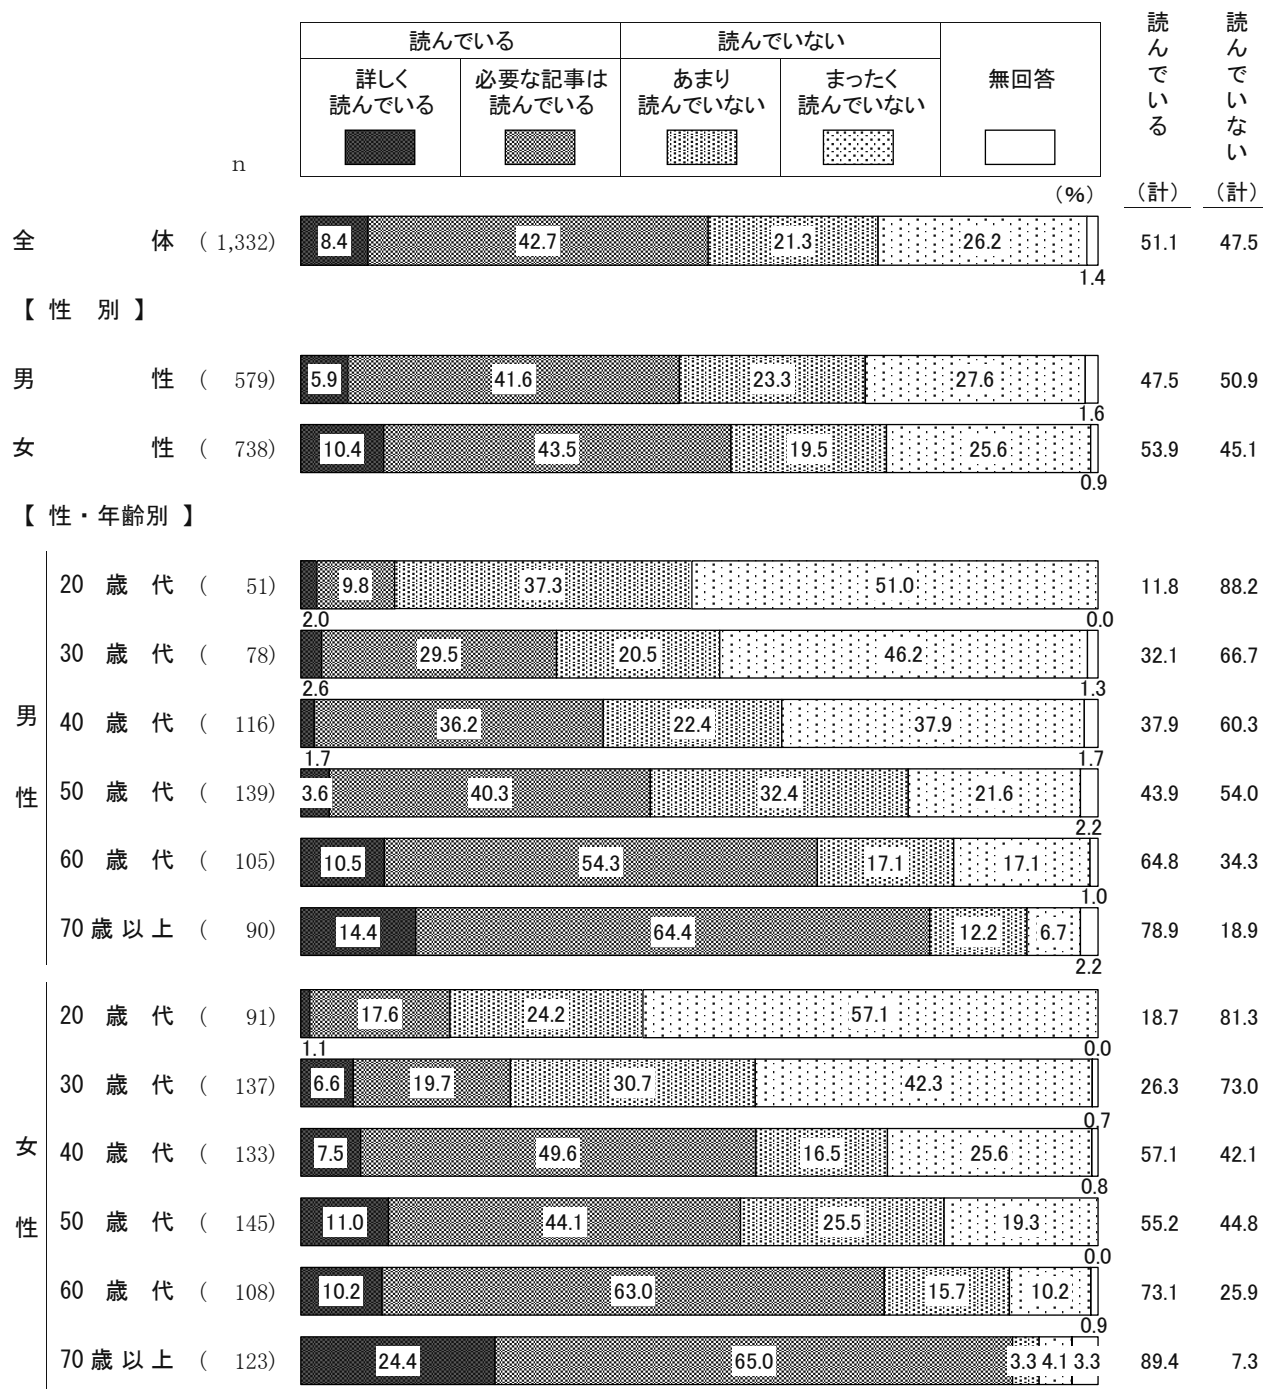 読んでいる 読んでいない
詳しく 読んでいる 必要な記事は 読んでいる あまり 読んでいない まったく 読んでいない 無回答
読んでいる 読んでいない
n
（%） （計） （計）
全体 ( 1,332) 8.4 42.7 21.3 26.2 1.4 51.1 47.5
【 性 別 】
男性 ( 579) 5.9 41.6 23.3 27.6 1.6 47.5 50.9
女性 ( 738) 10.4 43.5 19.5 25.6 0.9 53.9 45.1
【 性・年齢別 】
男性
20 歳 代 ( 51) 2.0 9.8 37.3 51.0 0.0 11.8 88.2
30 歳 代 ( 78) 2.6 29.5 20.5 46.2 1.3 32.1 66.7
40 歳 代 ( 116) 1.7 36.2 22.4 37.9 1.7 37.9 60.3
50 歳 代 ( 139) 3.6 40.3 32.4 21.6 2.2 43.9 54.0
60 歳 代 ( 105) 10.5 54.3 17.1 17.1 1.0 64.8 34.3
70 歳 以 上 ( 90) 14.4 64.4 12.2 6.7 2.2 78.9 18.9
女性
20 歳 代 ( 91) 1.1 17.6 24.2 57.1 0.0 18.7 81.3
30 歳 代 ( 137) 6.6 19.7 30.7 42.3 0.7 26.3 73.0
40 歳 代 ( 133) 7.5 49.6 16.5 25.6 0.8 57.1 42.1
50 歳 代 ( 145) 11.0 44.1 25.5 19.3 0.0 55.2 44.8
60 歳 代 ( 108) 10.2 63.0 15.7 10.2 0.9 73.1 25.9
70 歳 以 上 ( 123) 24.4 65.0 3.3 4.1 3.3 89.4 7.3